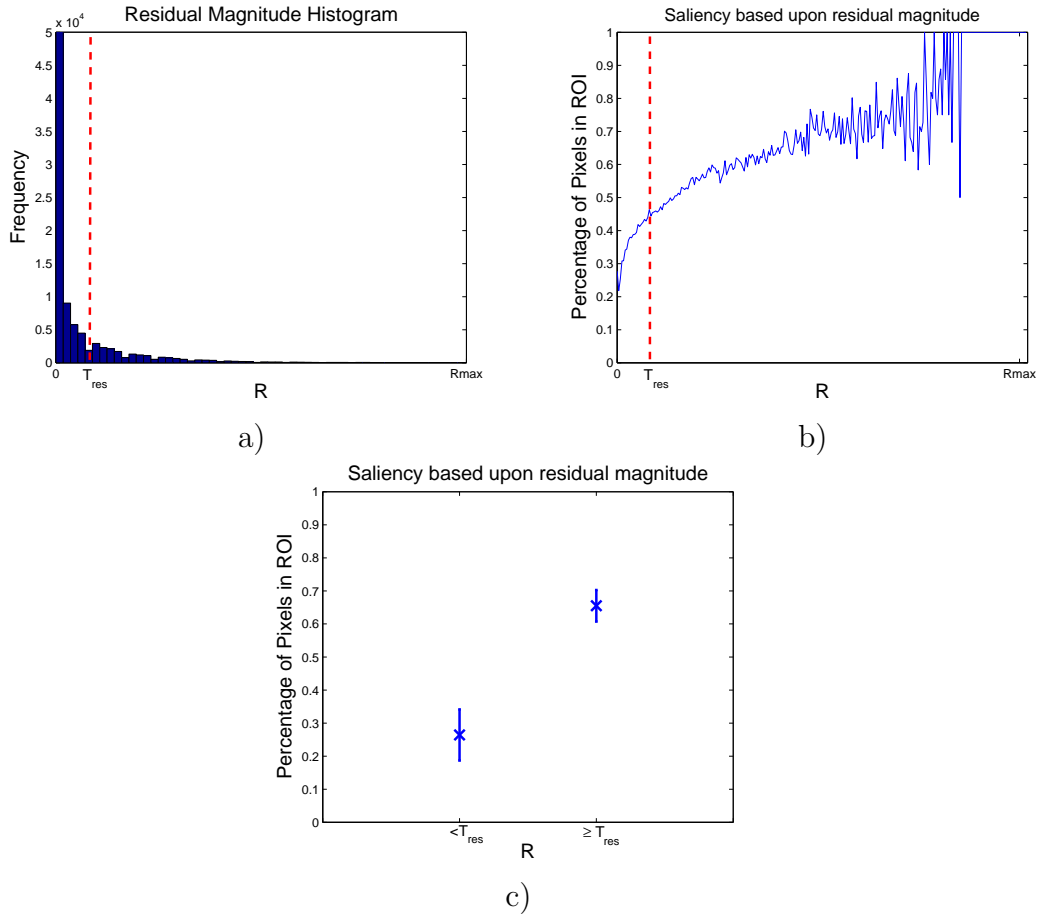 Residual Magnitude Histogram
x 10^4
Frequency
5
4.5
4
3.5
3
2.5
2
1.5
1
0.5
0
0 T_res Rmax
R
a)
Saliency based upon residual magnitude
Percentage of Pixels in ROI
1
0.9
0.8
0.7
0.6
0.5
0.4
0.3
0.2
0.1
0
0 T_res Rmax
R
b)
Saliency based upon residual magnitude
Percentage of Pixels in ROI
1
0.9
0.8
0.7
0.6
0.5
0.4
0.3
0.2
0.1
0
<T_res ≥ T_res
R
c)